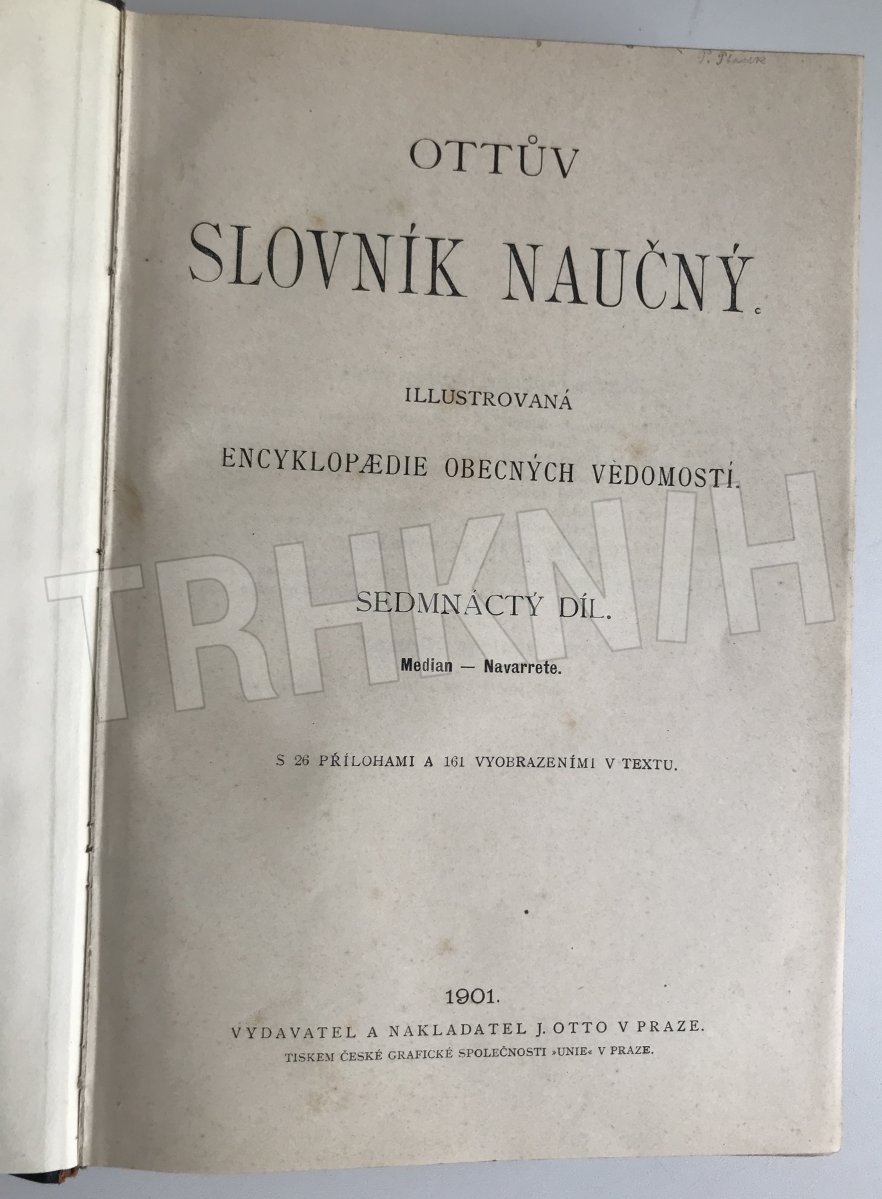 OTTŮV
SLOVNÍK NAUČNÝ.
ILLUSTROVANÁ
ENCYKLOPÆDIE OBECNÝCH VĚDOMOSTÍ.
TRHKNIH
SEDMNÁCTÝ DÍL.
Median — Navarrete.
S 26 PŘÍLOHAMI A 161 VYOBRAZENÍMI V TEXTU.
1901.
VYDAVATEL A NAKLADATEL J. OTTO V PRAZE.
TISKEM ČESKÉ GRAFICKÉ SPOLEČNOSTI »UNIE« V PRAZE.